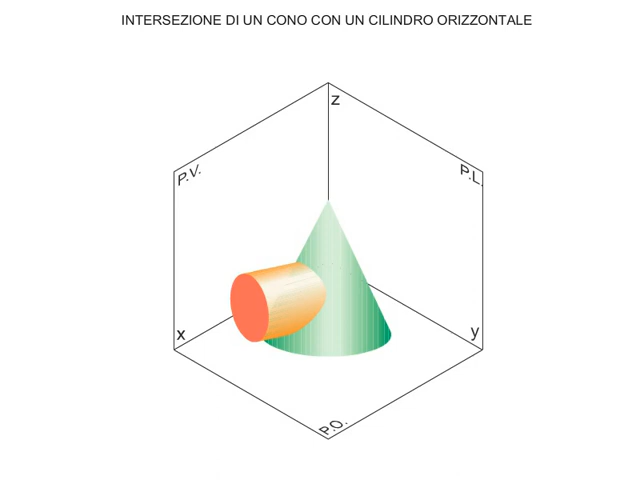 INTERSEZIONE DI UN CONO CON UN CILINDRO ORIZZONTALE
z
P.V.
P.L.
x
y
P.O.